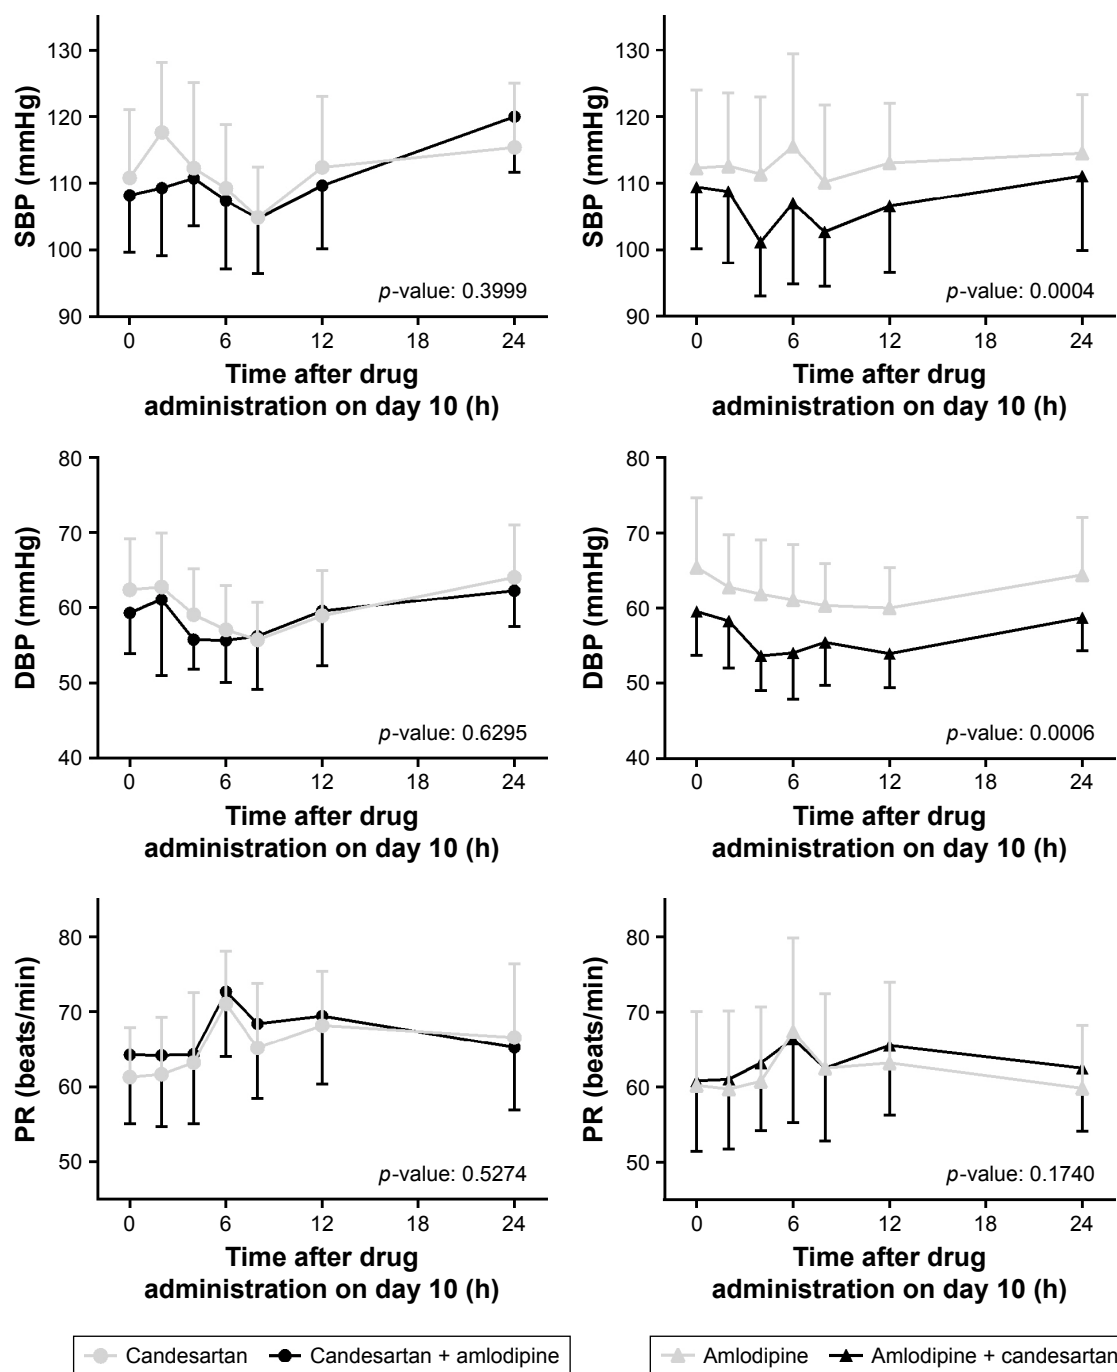 130
120
110
100
90
SBP (mmHg)
p-value: 0.3999
0 6 12 18 24
Time after drug
administration on day 10 (h)
130
120
110
100
90
SBP (mmHg)
p-value: 0.0004
0 6 12 18 24
Time after drug
administration on day 10 (h)
80
70
60
50
40
DBP (mmHg)
p-value: 0.6295
0 6 12 18 24
Time after drug
administration on day 10 (h)
80
70
60
50
40
DBP (mmHg)
p-value: 0.0006
0 6 12 18 24
Time after drug
administration on day 10 (h)
80
70
60
50
PR (beats/min)
p-value: 0.5274
0 6 12 18 24
Time after drug
administration on day 10 (h)
80
70
60
50
PR (beats/min)
p-value: 0.1740
0 6 12 18 24
Time after drug
administration on day 10 (h)
Candesartan Candesartan + amlodipine
Amlodipine Amlodipine + candesartan